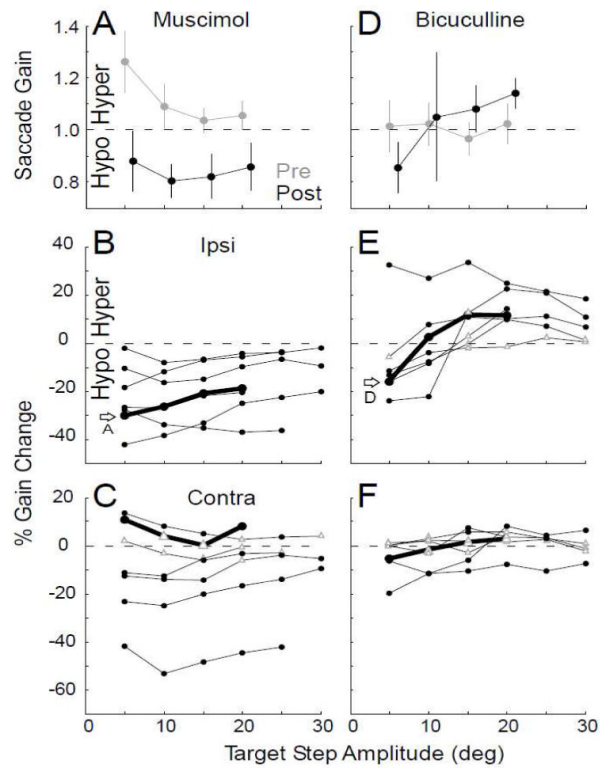 A Muscimol
D Bicuculline
Saccade Gain
Hypo Hyper
1.4
1.2
1.0
0.8
Pre
Post
B Ipsi
E
% Gain Change
Hypo Hyper
40
20
0
-20
-40
A
D
C Contra
F
20
0
-20
-40
-60
0 10 20 30 0 10 20 30
Target Step Amplitude (deg)